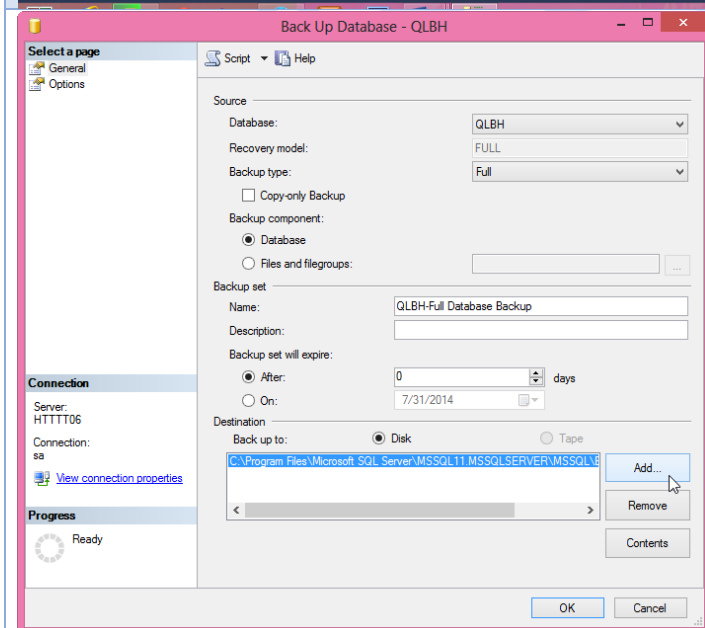 Back Up Database - QLBH
Select a page
General
Options
Script Help
Source
Database: QLBH
Recovery model: FULL
Backup type: Full
Copy-only Backup
Backup component:
Database
Files and filegroups: ...
Backup set
Name: QLBH-Full Database Backup
Description:
Backup set will expire:
After: 0 days
On: 7/31/2014
Destination
Back up to: Disk Tape
C:\Program Files\Microsoft SQL Server\MSSQL11.MSSQLSERVER\MSSQL\
Add...
Remove
Contents
Connection
Server:
HTTTT06
Connection:
sa
View connection properties
Progress
Ready
OK Cancel